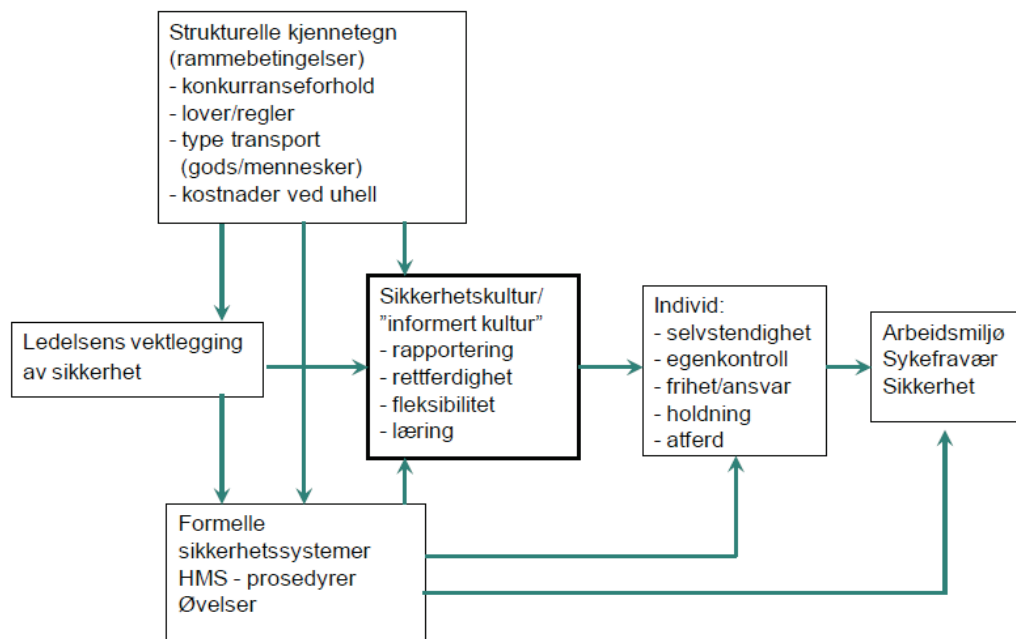 Strukturelle kjennetegn
(rammebetingelser)
- konkurranseforhold
- lover/regler
- type transport
(gods/mennesker)
- kostnader ved uhell
Ledelsens vektlegging
av sikkerhet
Sikkerhetskultur/
”informert kultur”
- rapportering
- rettferdighet
- fleksibilitet
- læring
Individ:
- selvstendighet
- egenkontroll
- frihet/ansvar
- holdning
- atferd
Arbeidsmiljø
Sykefravær
Sikkerhet
Formelle
sikkerhetssystemer
HMS - prosedyrer
Øvelser